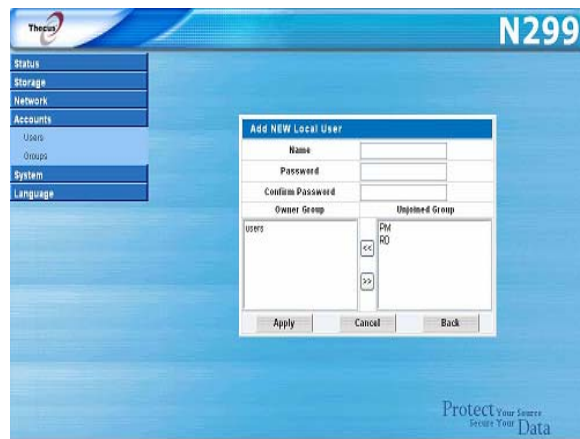 Thecus
N299
Status
Storage
Network
Accounts
Users
Groups
System
Language
Add NEW Local User
Name
Password
Confirm Password
Owner Group Unjoined Group
users
PM
RD
<<
>>
Apply Cancel Back
Protect Your Source
Secure Your Data